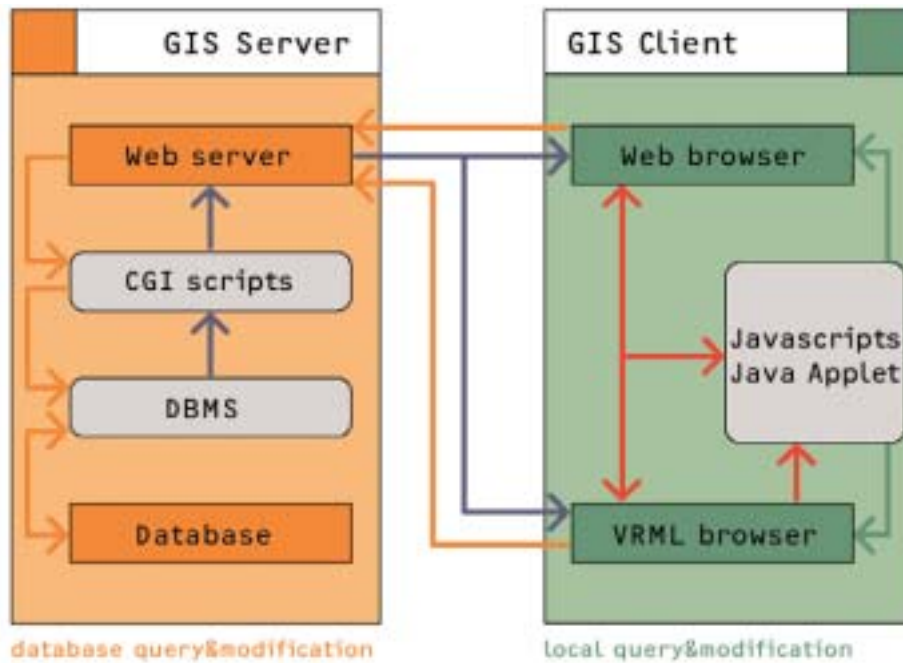 GIS Server
Web server
CGI scripts
DBMS
Database
database query&modification
GIS Client
Web browser
Javascripts
Java Applet
VRML browser
local query&modification